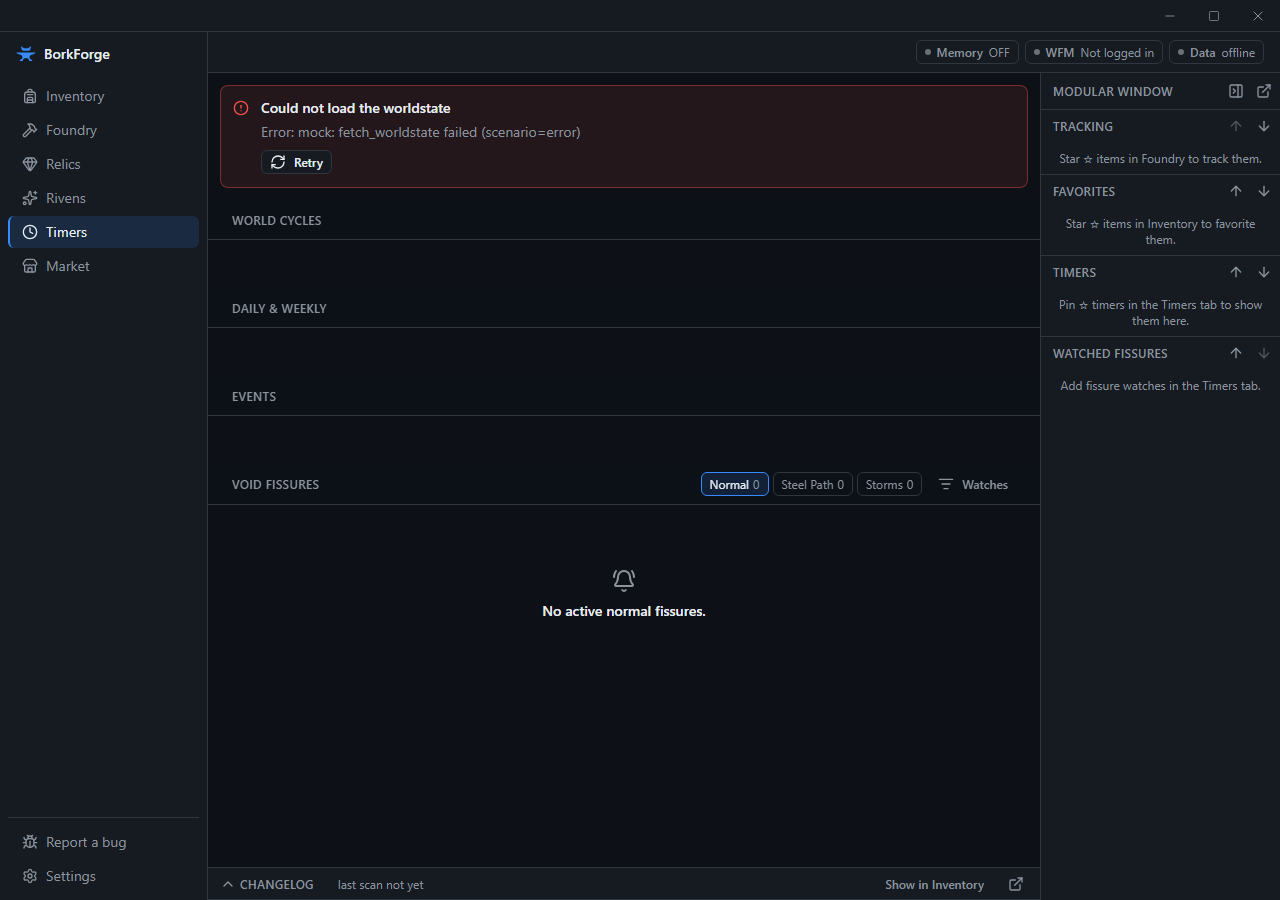 BorkForge
Inventory
Foundry
Relics
Rivens
Timers
Market
Report a bug
Settings
Memory OFF
WFM Not logged in
Data offline
Could not load the worldstate
Error: mock: fetch_worldstate failed (scenario=error)
Retry
WORLD CYCLES
DAILY & WEEKLY
EVENTS
VOID FISSURES
Normal 0
Steel Path 0
Storms 0
Watches
No active normal fissures.
CHANGELOG
last scan not yet
Show in Inventory
MODULAR WINDOW
TRACKING
Star ☆ items in Foundry to track them.
FAVORITES
Star ☆ items in Inventory to favorite
them.
TIMERS
Pin ☆ timers in the Timers tab to show
them here.
WATCHED FISSURES
Add fissure watches in the Timers tab.